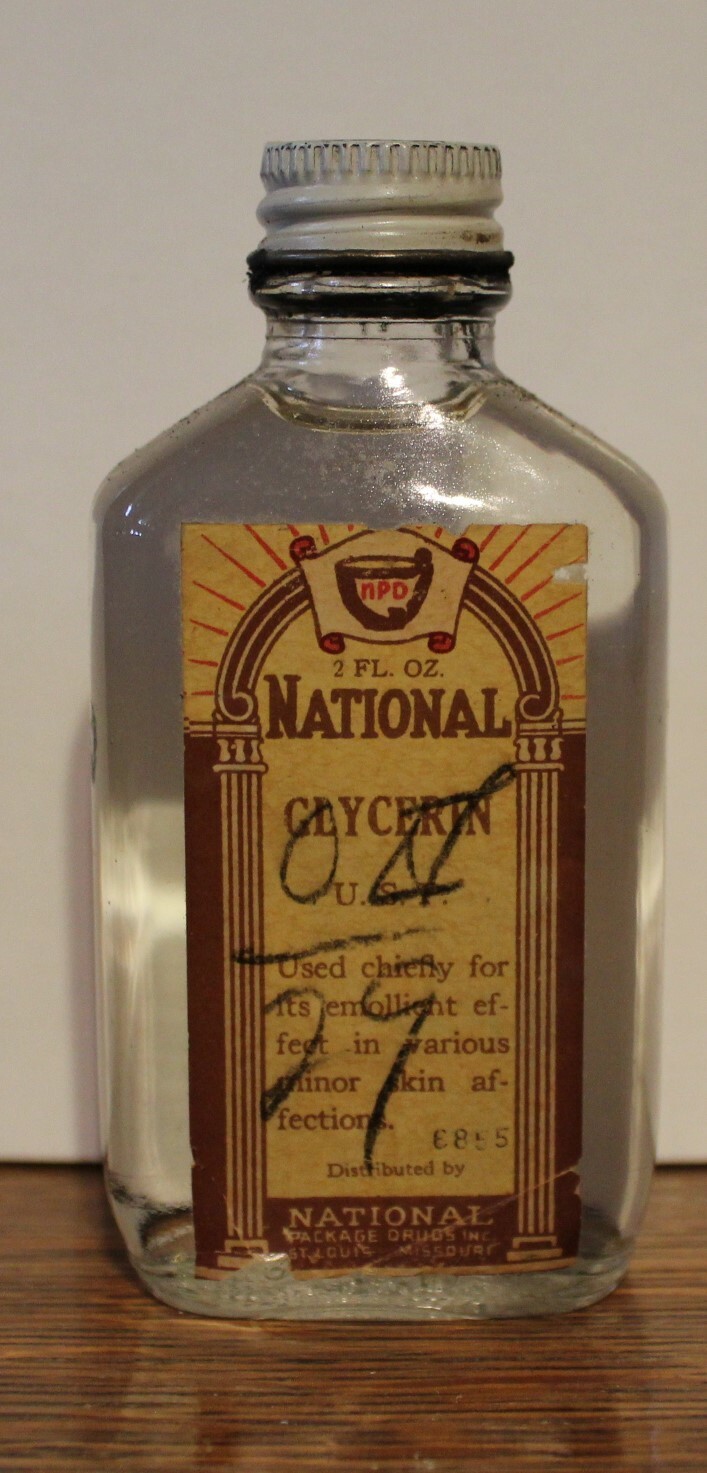 nPD
2 FL. OZ.
NATIONAL
GLYCERIN
U.S.P.
Used chiefly for
its emollient ef-
fect in various
minor skin af-
fections.
Distributed by
NATIONAL
PACKAGE DRUGS INC.
ST. LOUIS MISSOURI